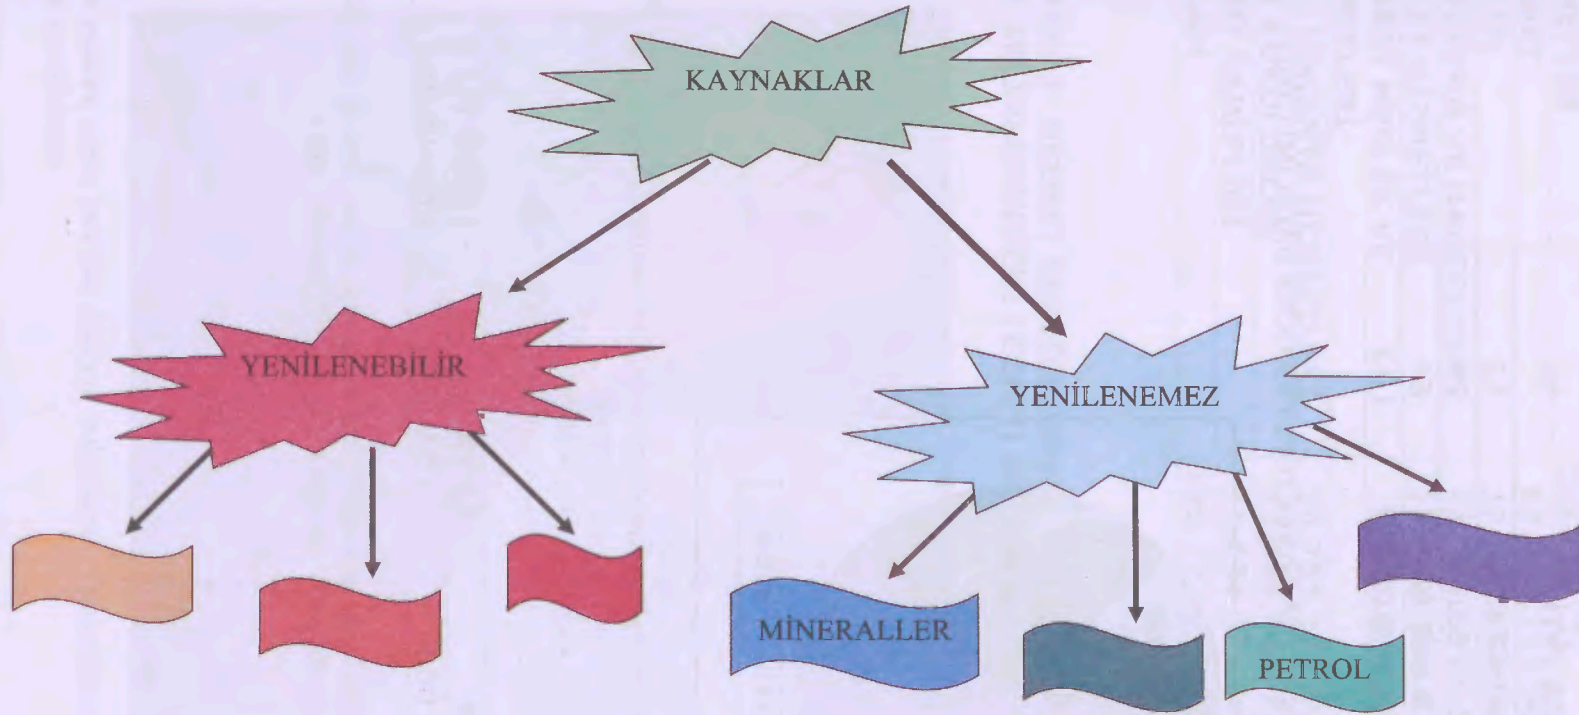 KAYNAKLAR
YENİLENEBİLİR
YENİLENEMEZ
MİNERALLER
PETROL